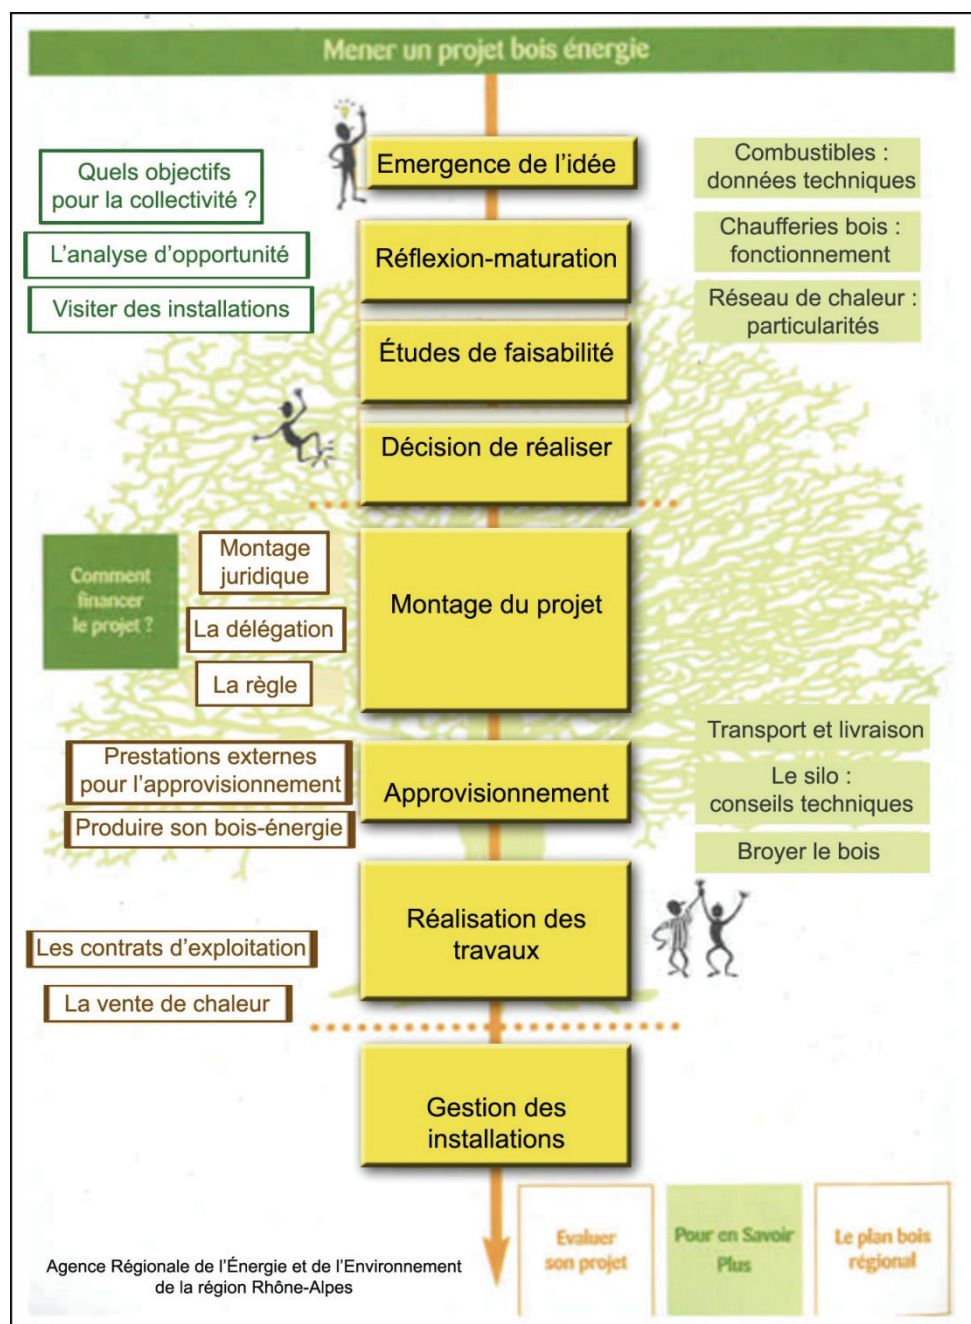 Mener un projet bois énergie
Emergence de l'idée
Quels objectifs
pour la collectivité ?
L'analyse d'opportunité
Visiter des installations
Combustibles :
données techniques
Chaufferies bois :
fonctionnement
Réseau de chaleur :
particularités
Réflexion-maturation
Études de faisabilité
Décision de réaliser
Comment
financer
le projet ?
Montage
juridique
La délégation
La règle
Montage du projet
Prestations externes
pour l'approvisionnement
Produire son bois-énergie
Approvisionnement
Transport et livraison
Le silo :
conseils techniques
Broyer le bois
Les contrats d'exploitation
La vente de chaleur
Réalisation des
travaux
Gestion des
installations
Evaluer
son projet
Pour en Savoir
Plus
Le plan bois
régional
Agence Régionale de l'Énergie et de l'Environnement
de la région Rhône-Alpes